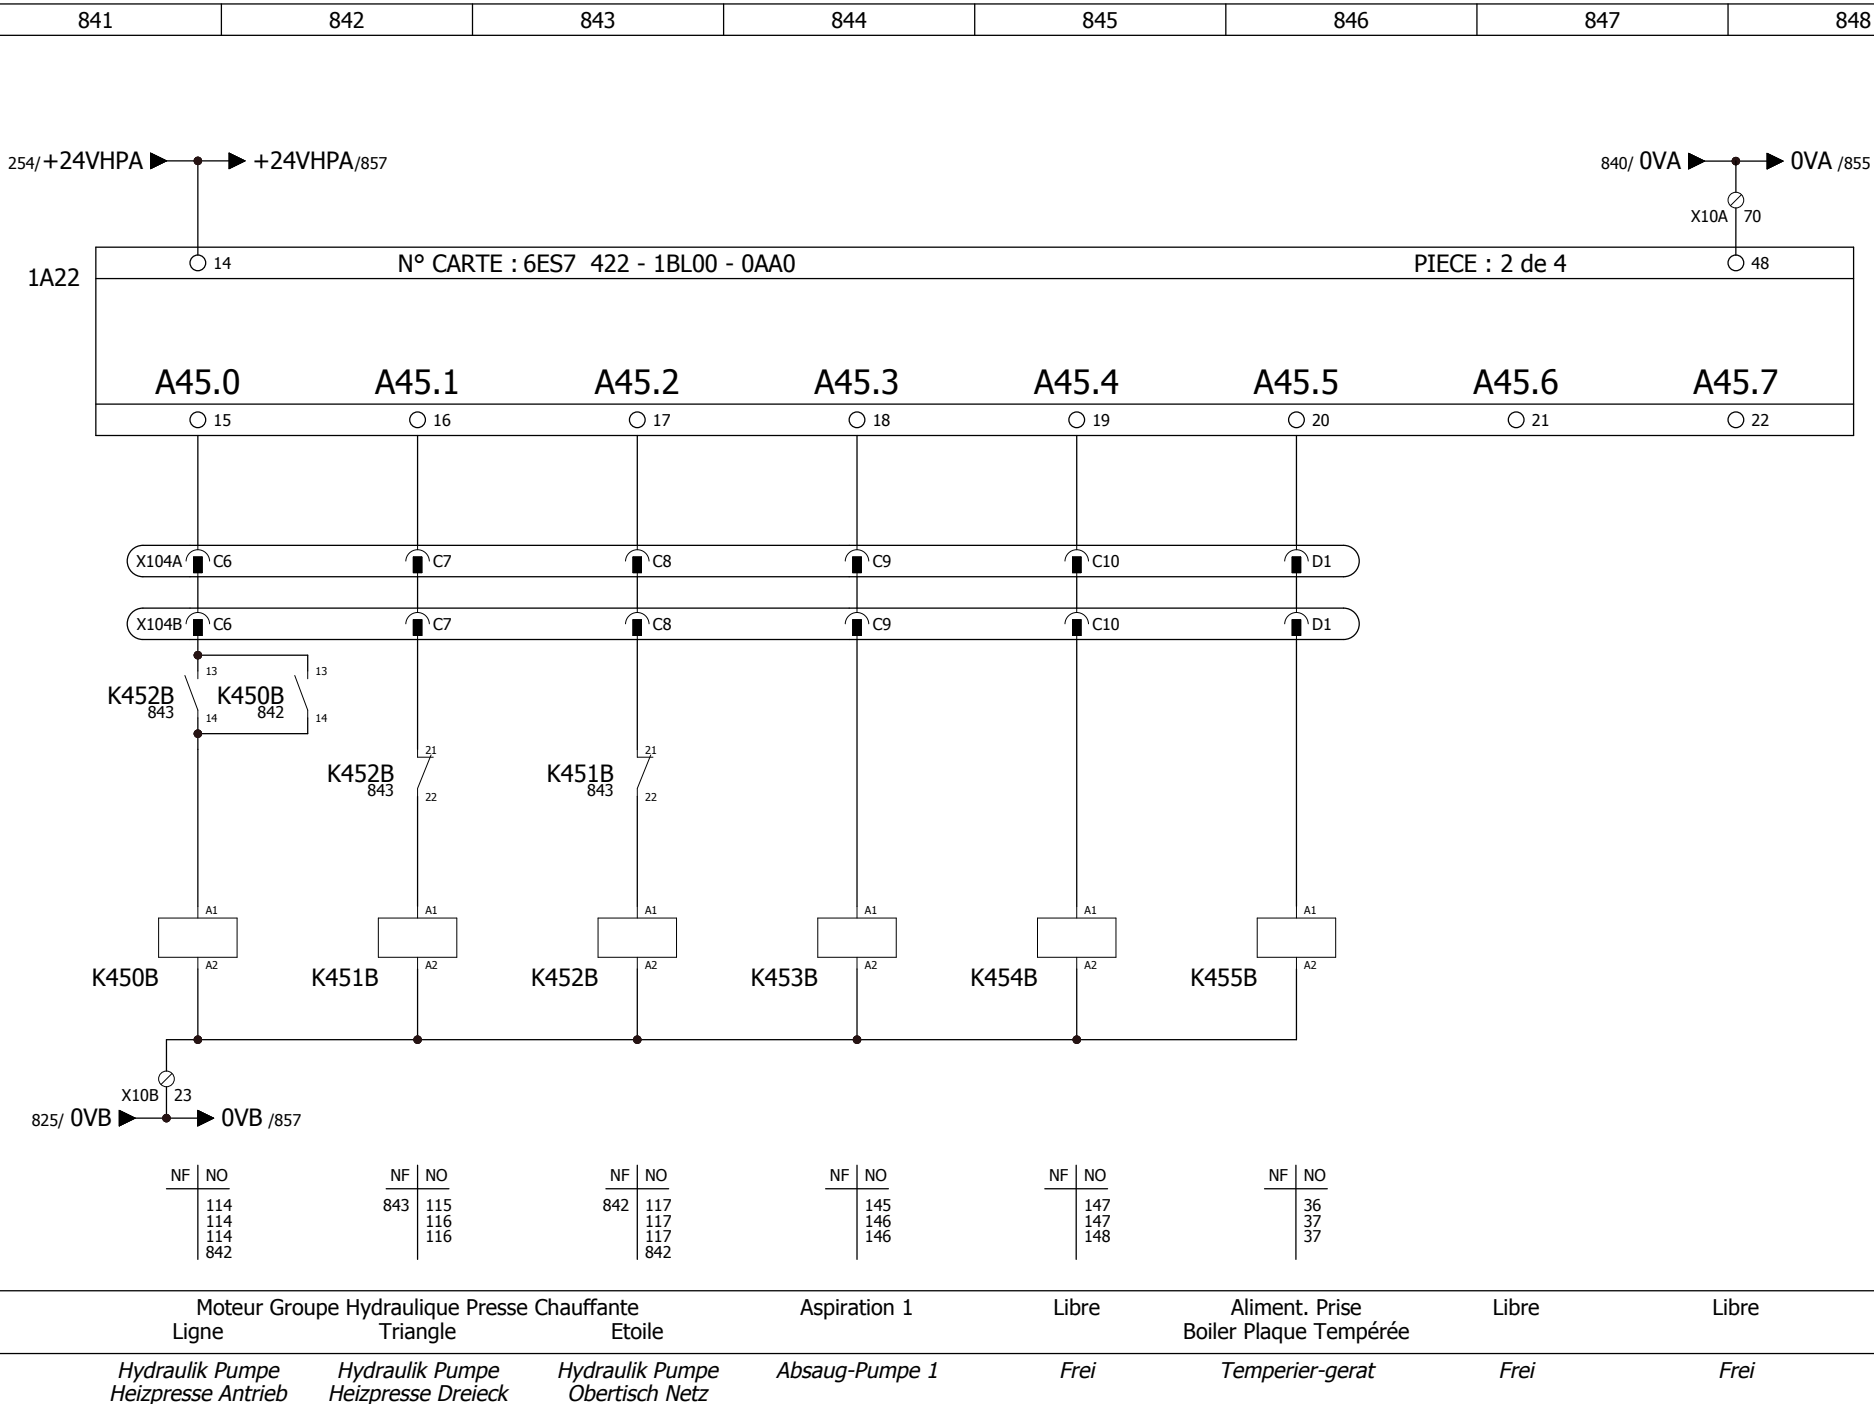 841 842 843 844 845 846 847 848
254/ +24VHPA +24VHPA /857 840/ 0VA 0VA /855
X10A 70
1A22 14 N° CARTE : 6ES7 422 - 1BL00 - 0AA0 PIECE : 2 de 4 48
A45.0 A45.1 A45.2 A45.3 A45.4 A45.5 A45.6 A45.7
15 16 17 18 19 20 21 22
X104A C6 C7 C8 C9 C10 D1
X104B C6 C7 C8 C9 C10 D1
13 13
K452B K450B
843 842
14 14
21 21
K452B K451B
843 843
22 22
A1 A1 A1 A1 A1 A1
A2 A2 A2 A2 A2 A2
K450B K451B K452B K453B K454B K455B
X10B 23
825/ 0VB 0VB /857
NF NO NF NO NF NO NF NO NF NO NF NO
114 843 115 842 117 145 147 36
114 116 117 146 147 37
114 116 117 146 148 37
842 842
Moteur Groupe Hydraulique Presse Chauffante Aspiration 1 Libre Aliment. Prise Libre Libre
Ligne Triangle Etoile Boiler Plaque Tempérée
Hydraulik Pumpe Hydraulik Pumpe Hydraulik Pumpe Absaug-Pumpe 1 Frei Temperier-gerat Frei Frei
Heizpresse Antrieb Heizpresse Dreieck Obertisch Netz